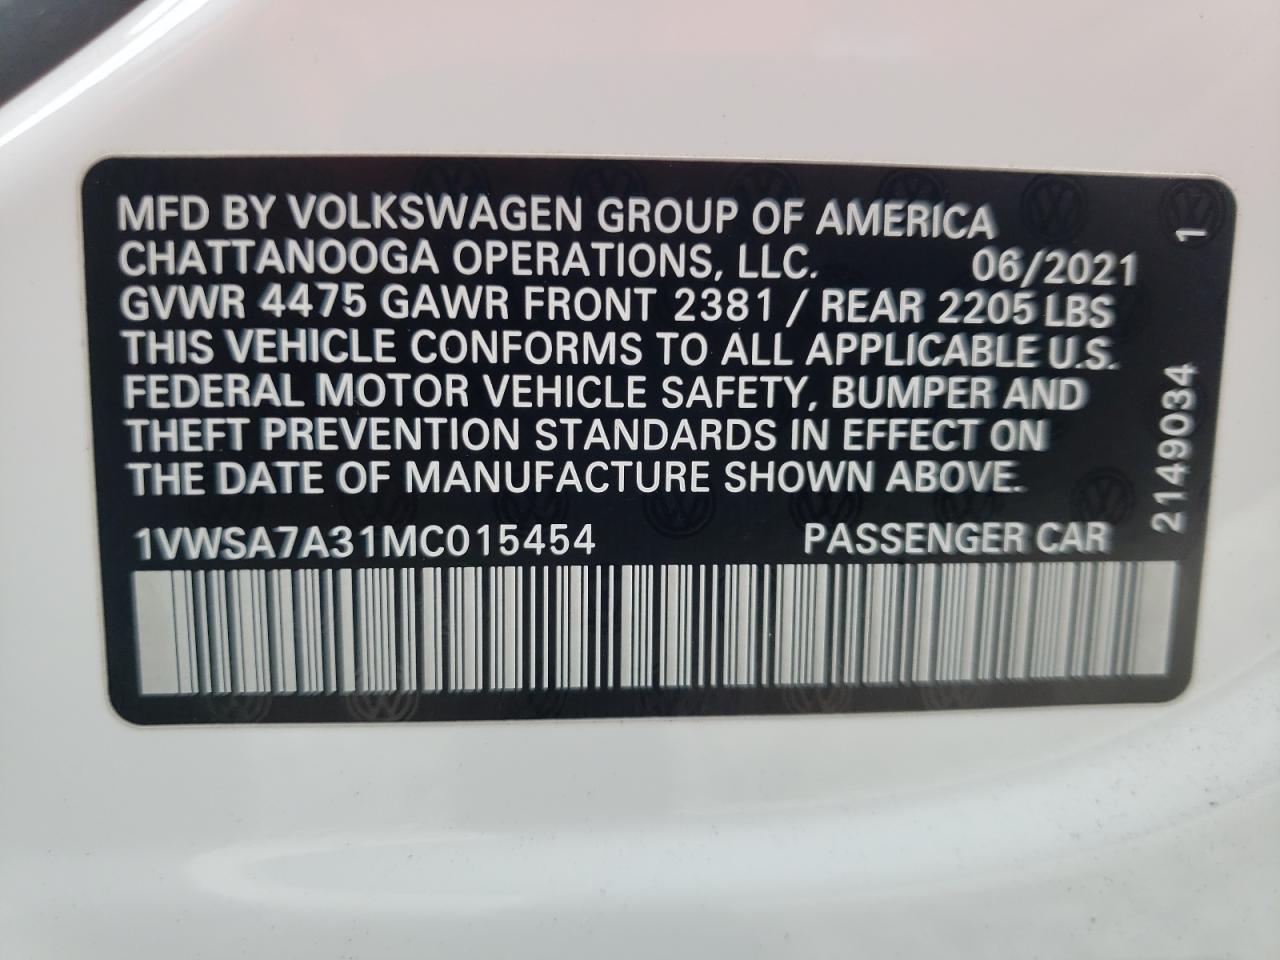 MFD BY VOLKSWAGEN GROUP OF AMERICA
CHATTANOOGA OPERATIONS, LLC. 06/2021
GVWR 4475 GAWR FRONT 2381 / REAR 2205 LBS
THIS VEHICLE CONFORMS TO ALL APPLICABLE U.S.
FEDERAL MOTOR VEHICLE SAFETY, BUMPER AND
THEFT PREVENTION STANDARDS IN EFFECT ON
THE DATE OF MANUFACTURE SHOWN ABOVE.
1VWSA7A31MC015454 PASSENGER CAR
2149034 1